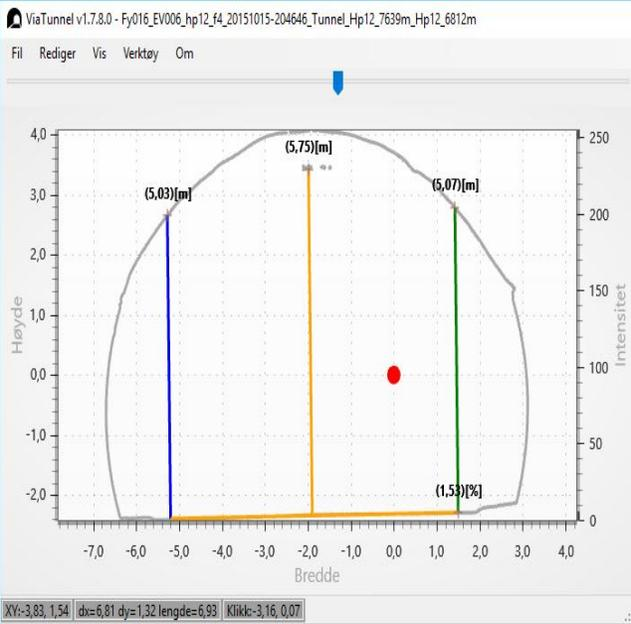 ViaTunnel v1.7.8.0 - Fy016_EV006_hp12_f4_20151015-204646_Tunnel_Hp12_7639m_Hp12_6812m
Fil Rediger Vis Verktøy Om
4,0 3,0 2,0 1,0 0,0 -1,0 -2,0
Høyde
(5,75)[m]
(5,03)[m] (5,07)[m]
(1,53)[%]
250 200 150 100 50 0
Intensitet
-7,0 -6,0 -5,0 -4,0 -3,0 -2,0 -1,0 0,0 1,0 2,0 3,0 4,0
Bredde
XY:-3,83, 1,54 dx=6,81 dy=1,32 lengde=6,93 Klikk:-3,16, 0,07